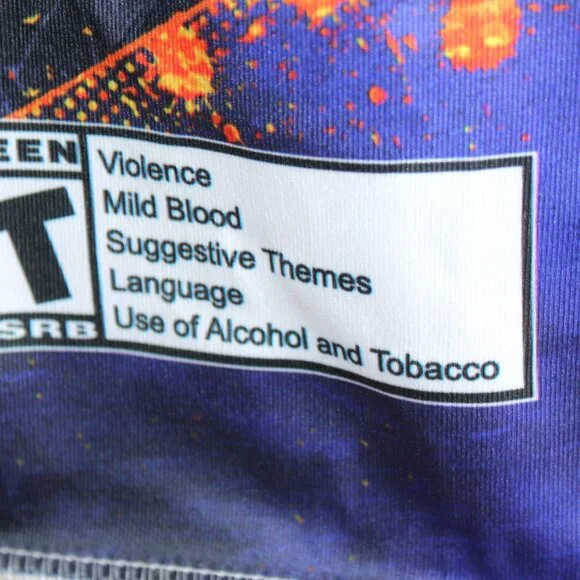 EEN
T
SRB
Violence
Mild Blood
Suggestive Themes
Language
Use of Alcohol and Tobacco